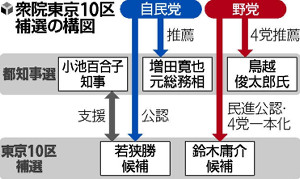 ◆衆院東京10区
補選の構図
自民党
野党
推薦
4党推薦
都知事選
小池百合子
知事
増田寛也
元総務相
鳥越
俊太郎氏
支援
公認
民進公認・
4党一本化
東京10区
補選
若狭勝
候補
鈴木庸介
候補